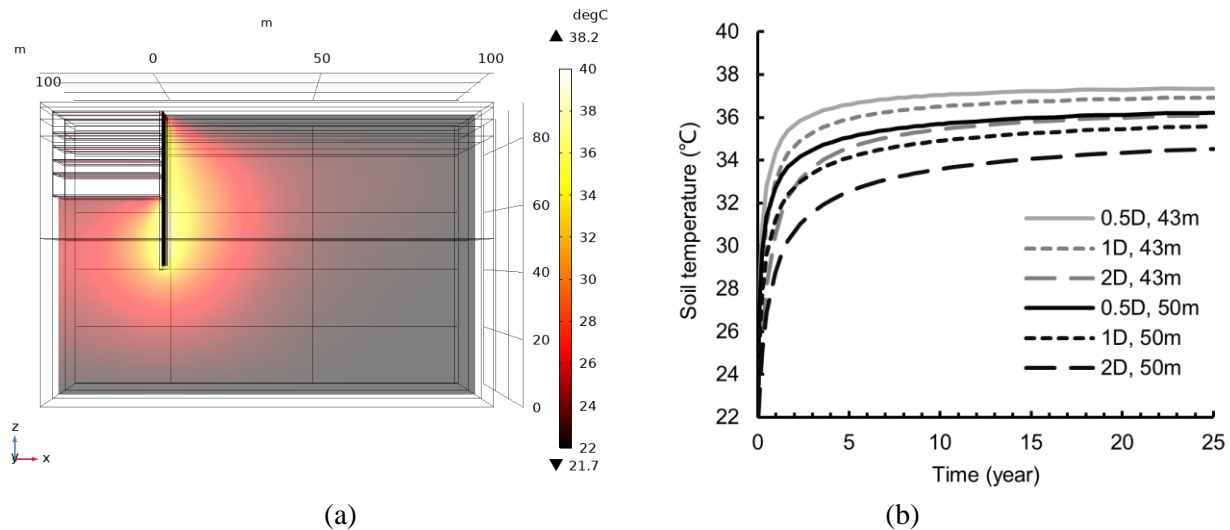 degC
m
▲ 38.2
m
0
50
100
100
80
60
40
20
0
40
38
36
34
32
30
28
26
24
22
▼ 21.7
z
y
x
(a)
40
38
36
34
32
30
28
26
24
22
Soil temperature (°C)
0.5D, 43m
1D, 43m
2D, 43m
0.5D, 50m
1D, 50m
2D, 50m
0
5
10
15
20
25
Time (year)
(b)